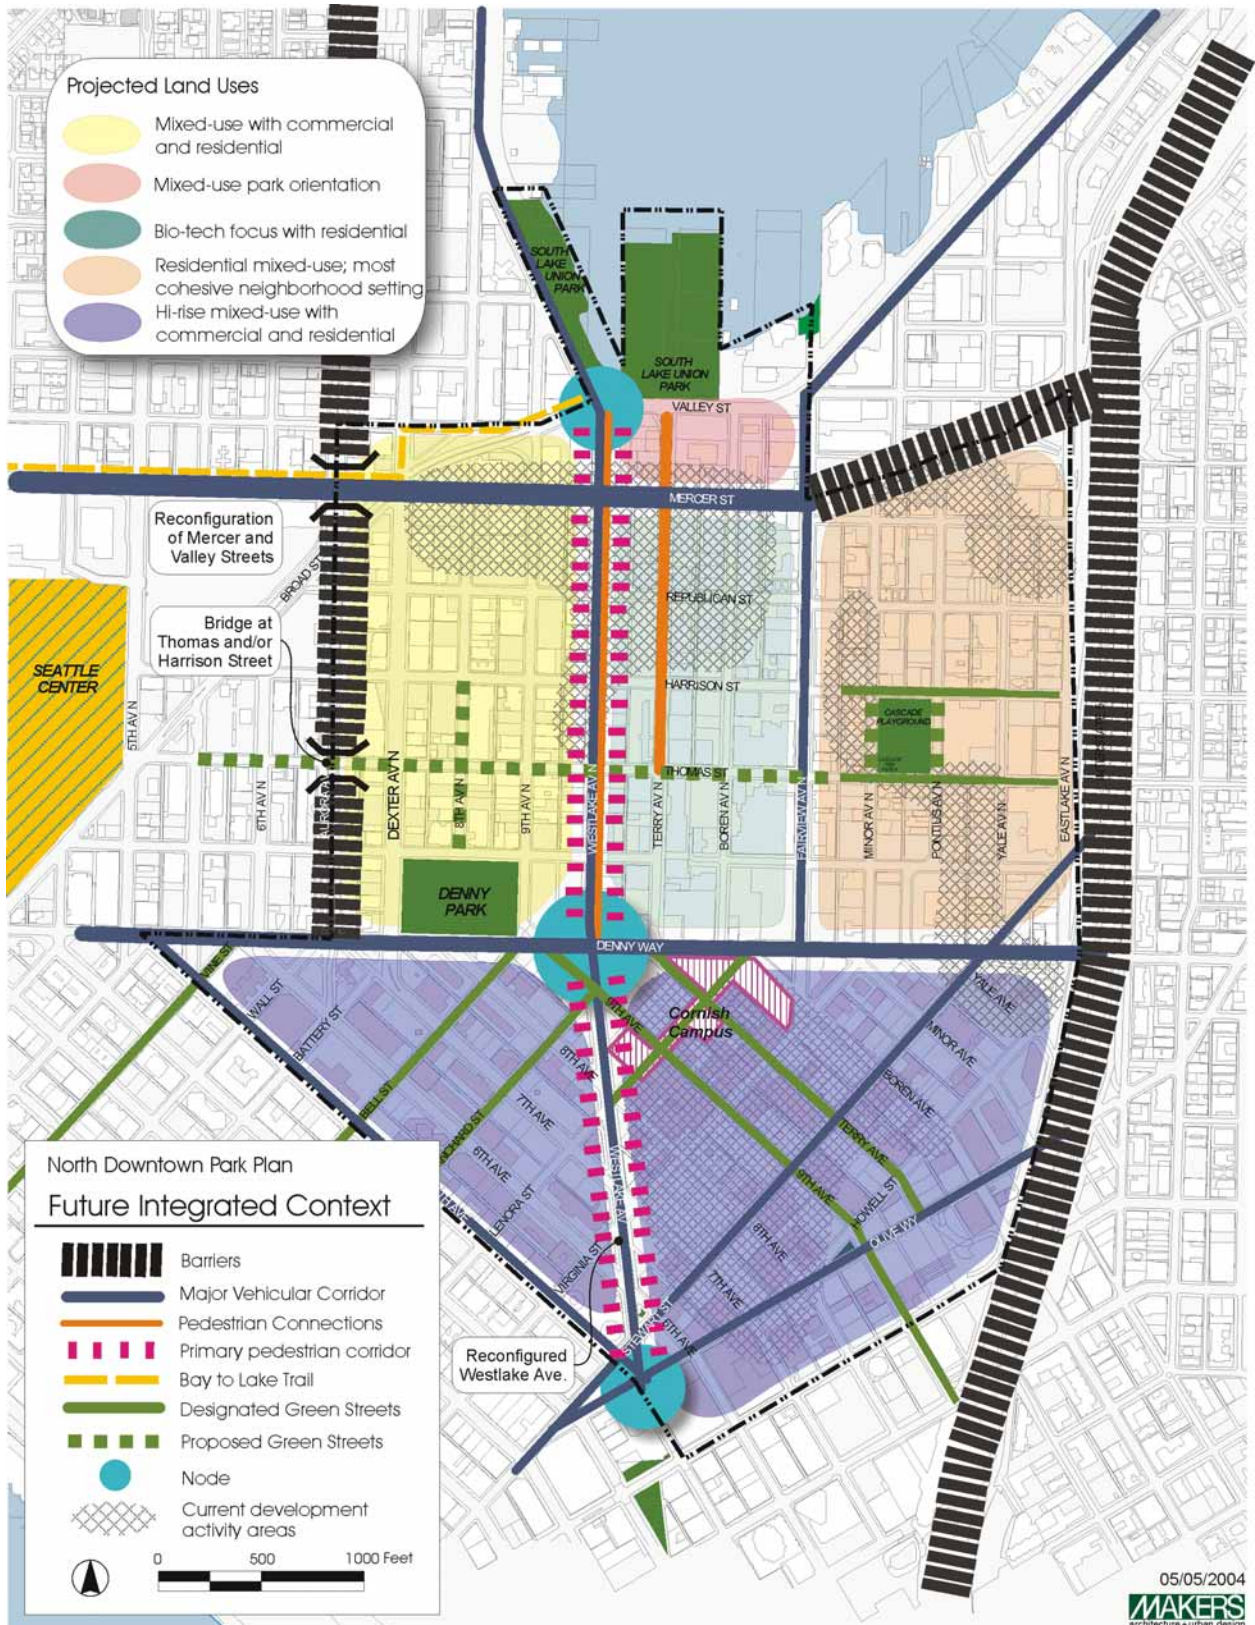 Projected Land Uses
Mixed-use with commercial
and residential
Mixed-use park orientation
Bio-tech focus with residential
Residential mixed-use; most
cohesive neighborhood setting
Hi-rise mixed-use with
commercial and residential
SOUTH
LAKE
UNION
PARK
SOUTH
LAKE UNION
PARK
VALLEY ST
MERCER ST
Reconfiguration
of Mercer and
Valley Streets
BROAD ST
REPUBLICAN ST
Bridge at
Thomas and/or
Harrison Street
SEATTLE
CENTER
HARRISON ST
CASCADE
PLAYGROUND
5TH AV N
THOMAS ST
6TH AV N
DEXTER AV N
8TH AV N
9TH AV N
WESTLAKE AV N
TERRY AV N
BOREN AV N
FAIRVIEW AV N
MINOR AV N
PONTIUS AV N
YALE AV N
EASTLAKE AV N
DENNY
PARK
DENNY WAY
VINE ST
WALL ST
BATTERY ST
9TH AVE
Cornish
Campus
YALE AVE
MINOR AVE
BOREN AVE
8TH AVE
BELL ST
7TH AVE
6TH AVE
LENORA ST
VIRGINIA ST
WESTLAKE AV
TERRY AVE
9TH AVE
HOWELL ST
OLIVE WY
8TH AVE
7TH AVE
6TH AVE
STEWART ST
Reconfigured
Westlake Ave.
North Downtown Park Plan
Future Integrated Context
Barriers
Major Vehicular Corridor
Pedestrian Connections
Primary pedestrian corridor
Bay to Lake Trail
Designated Green Streets
Proposed Green Streets
Node
Current development
activity areas
0 500 1000 Feet
05/05/2004
MAKERS
architecture + urban design